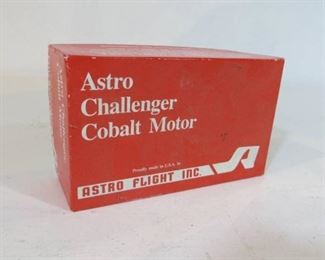 Astro
Challenger
Cobalt Motor
Proudly made in U.S.A. by
ASTRO FLIGHT INC.